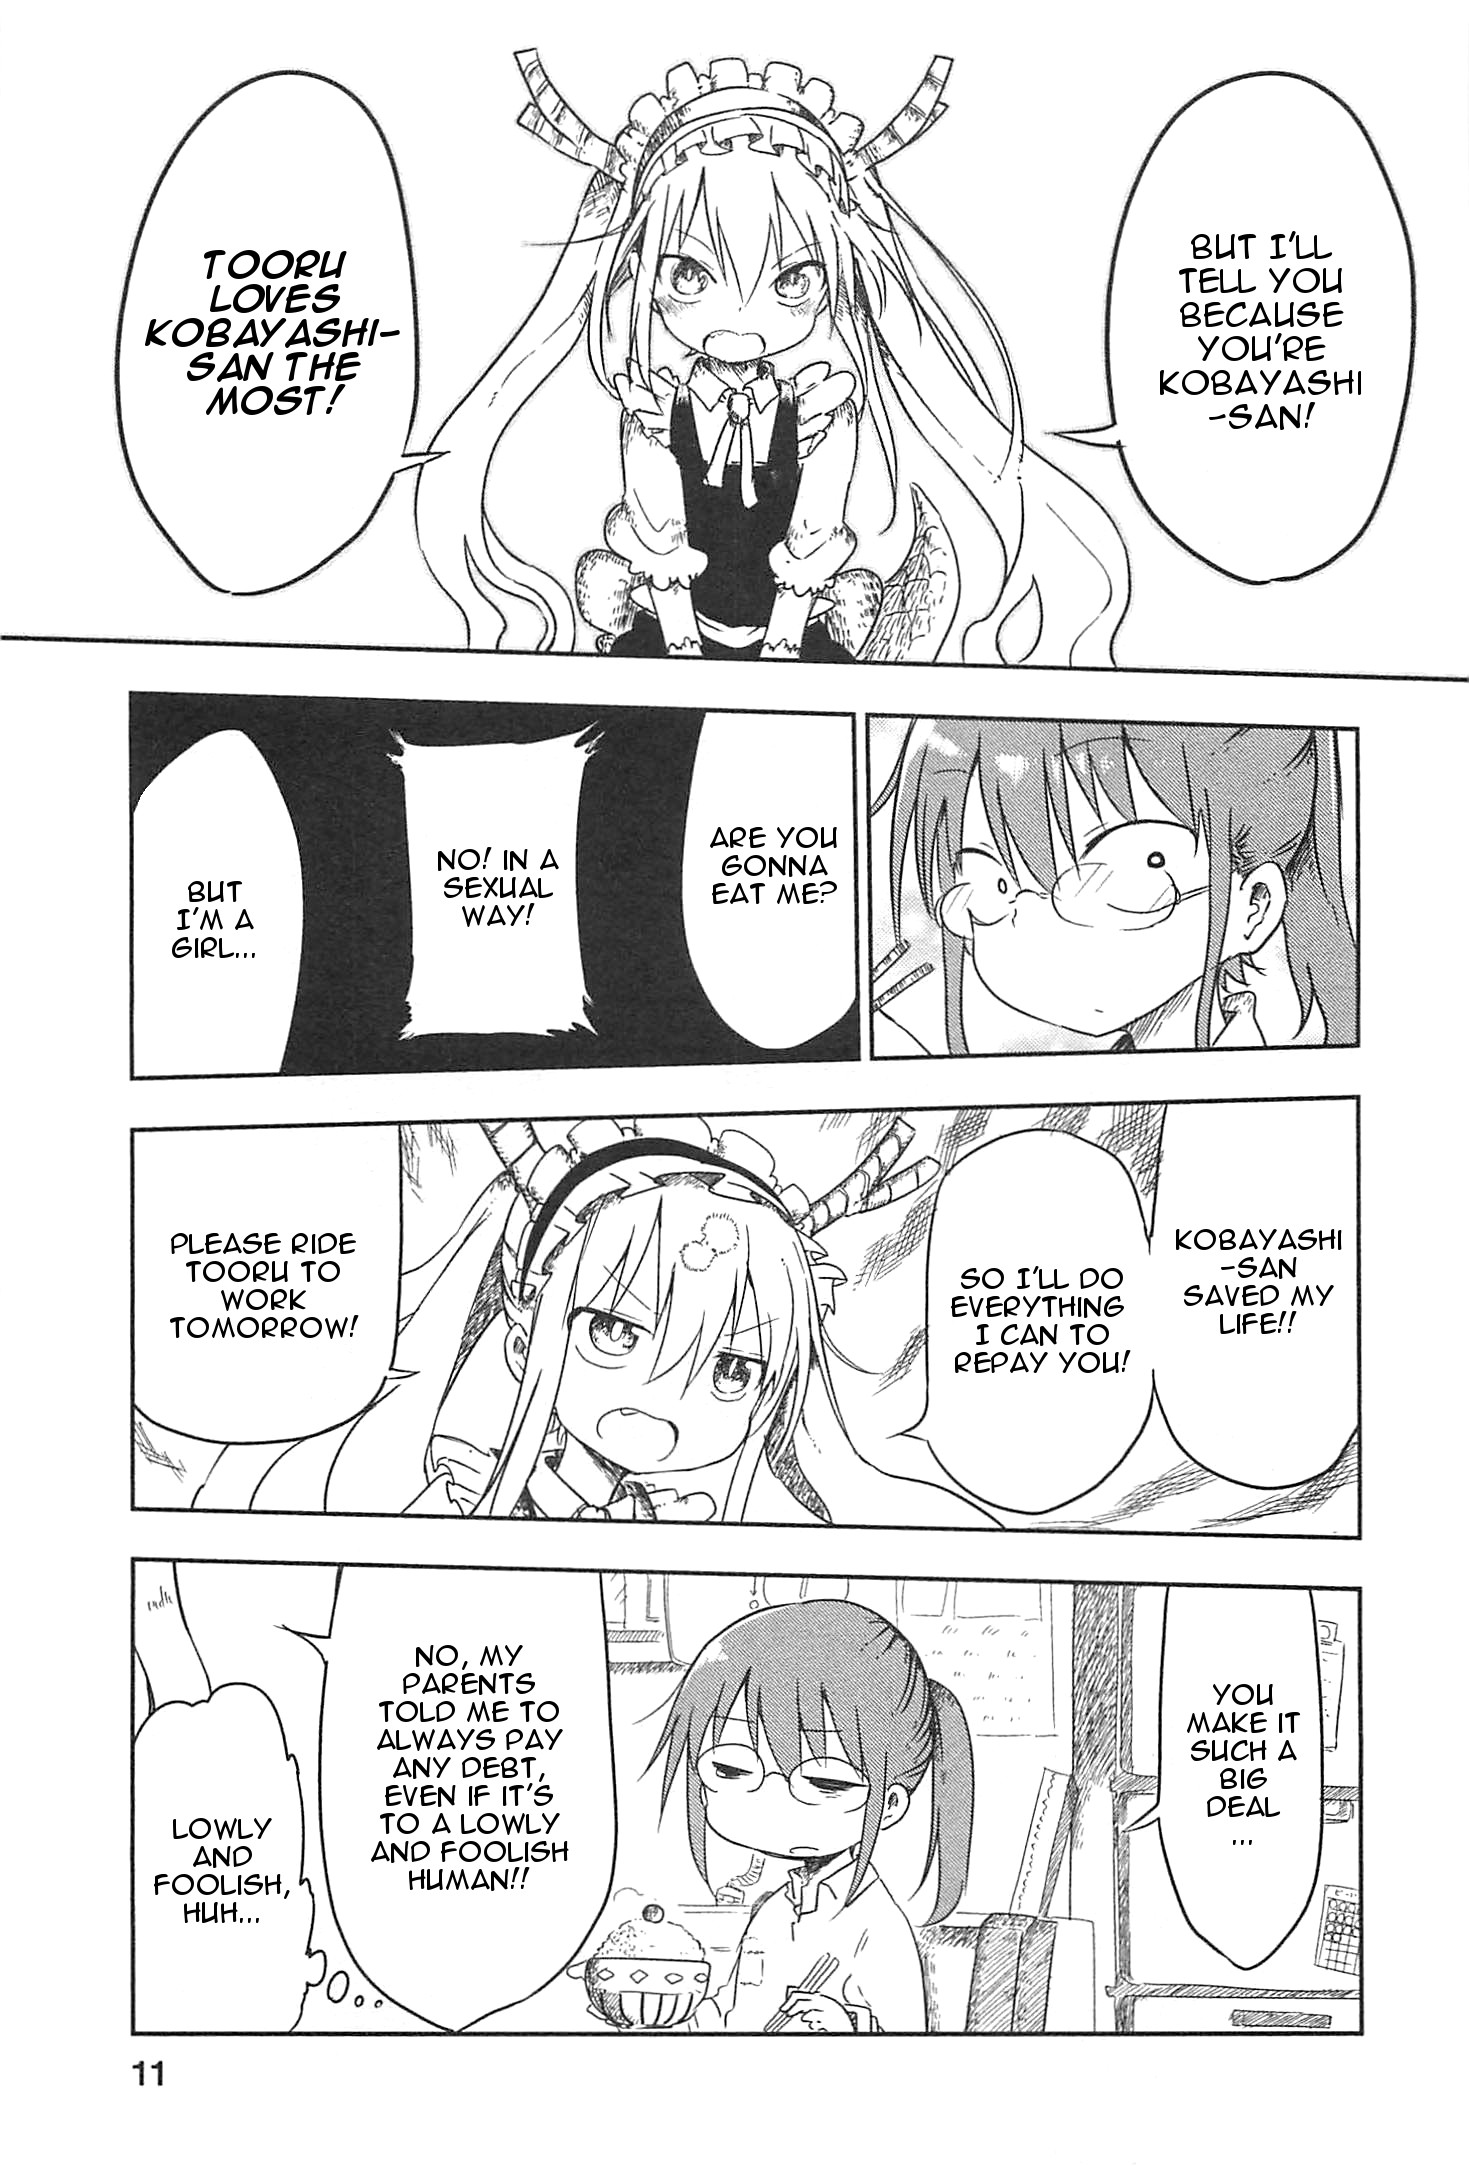 BUT I'LL
TELL YOU
BECAUSE
YOU'RE
KOBAYASHI
-SAN!
TOORU
LOVES
KOBAYASHI-
SAN THE
MOST!
ARE YOU
GONNA
EAT ME?
NO! IN A
SEXUAL
WAY!
BUT
I'M A
GIRL...
KOBAYASHI
-SAN
SAVED MY
LIFE!!
SO I'LL DO
EVERYTHING
I CAN TO
REPAY YOU!
PLEASE RIDE
TOORU TO
WORK
TOMORROW!
YOU
MAKE IT
SUCH A
BIG
DEAL
...
NO, MY
PARENTS
TOLD ME TO
ALWAYS PAY
ANY DEBT,
EVEN IF IT'S
TO A LOWLY
AND FOOLISH
HUMAN!!
LOWLY
AND
FOOLISH,
HUH...
11